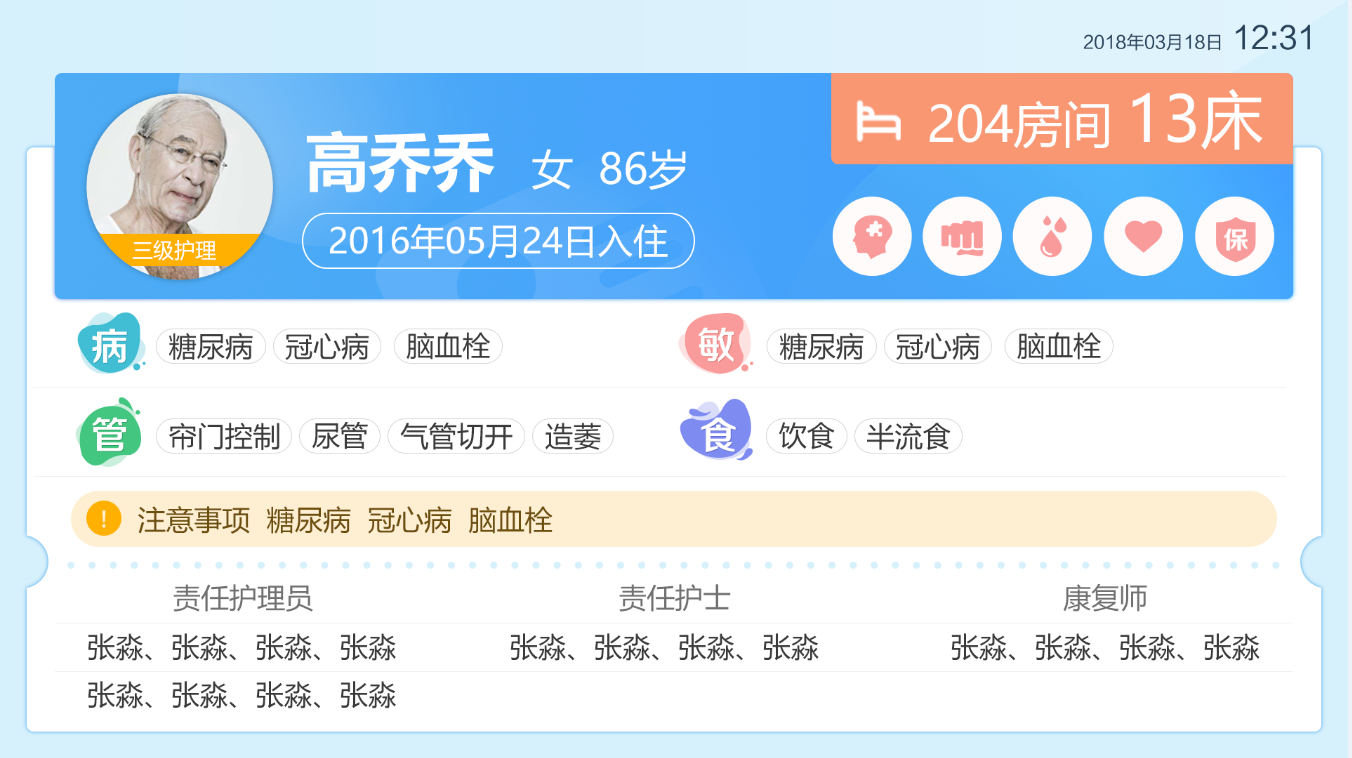 2018年03月18日 12:31
204房间 13床
高乔乔 女 86岁
2016年05月24日入住
三级护理
保
病 糖尿病 冠心病 脑血栓
敏 糖尿病 冠心病 脑血栓
管 帘门控制 尿管 气管切开 造萎
食 饮食 半流食
! 注意事项 糖尿病 冠心病 脑血栓
责任护理员 责任护士 康复师
张淼、张淼、张淼、张淼 张淼、张淼、张淼、张淼 张淼、张淼、张淼、张淼
张淼、张淼、张淼、张淼